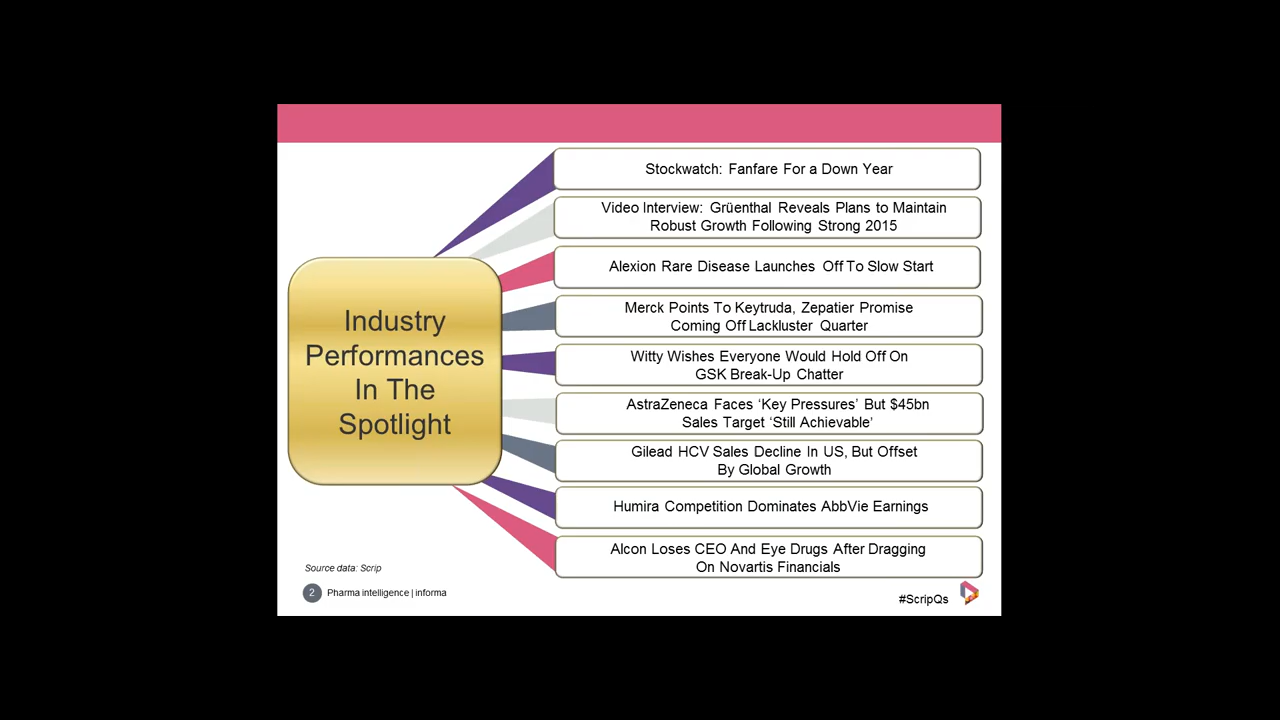 Stockwatch: Fanfare For a Down Year
Video Interview: Grüenthal Reveals Plans to Maintain
Robust Growth Following Strong 2015
Alexion Rare Disease Launches Off To Slow Start
Merck Points To Keytruda, Zepatier Promise
Coming Off Lackluster Quarter
Witty Wishes Everyone Would Hold Off On
GSK Break-Up Chatter
AstraZeneca Faces ‘Key Pressures’ But $45bn
Sales Target ‘Still Achievable’
Gilead HCV Sales Decline In US, But Offset
By Global Growth
Humira Competition Dominates AbbVie Earnings
Alcon Loses CEO And Eye Drugs After Dragging
On Novartis Financials
Industry
Performances
In The
Spotlight
Source data: Scrip
2 Pharma intelligence | informa
#ScripQs